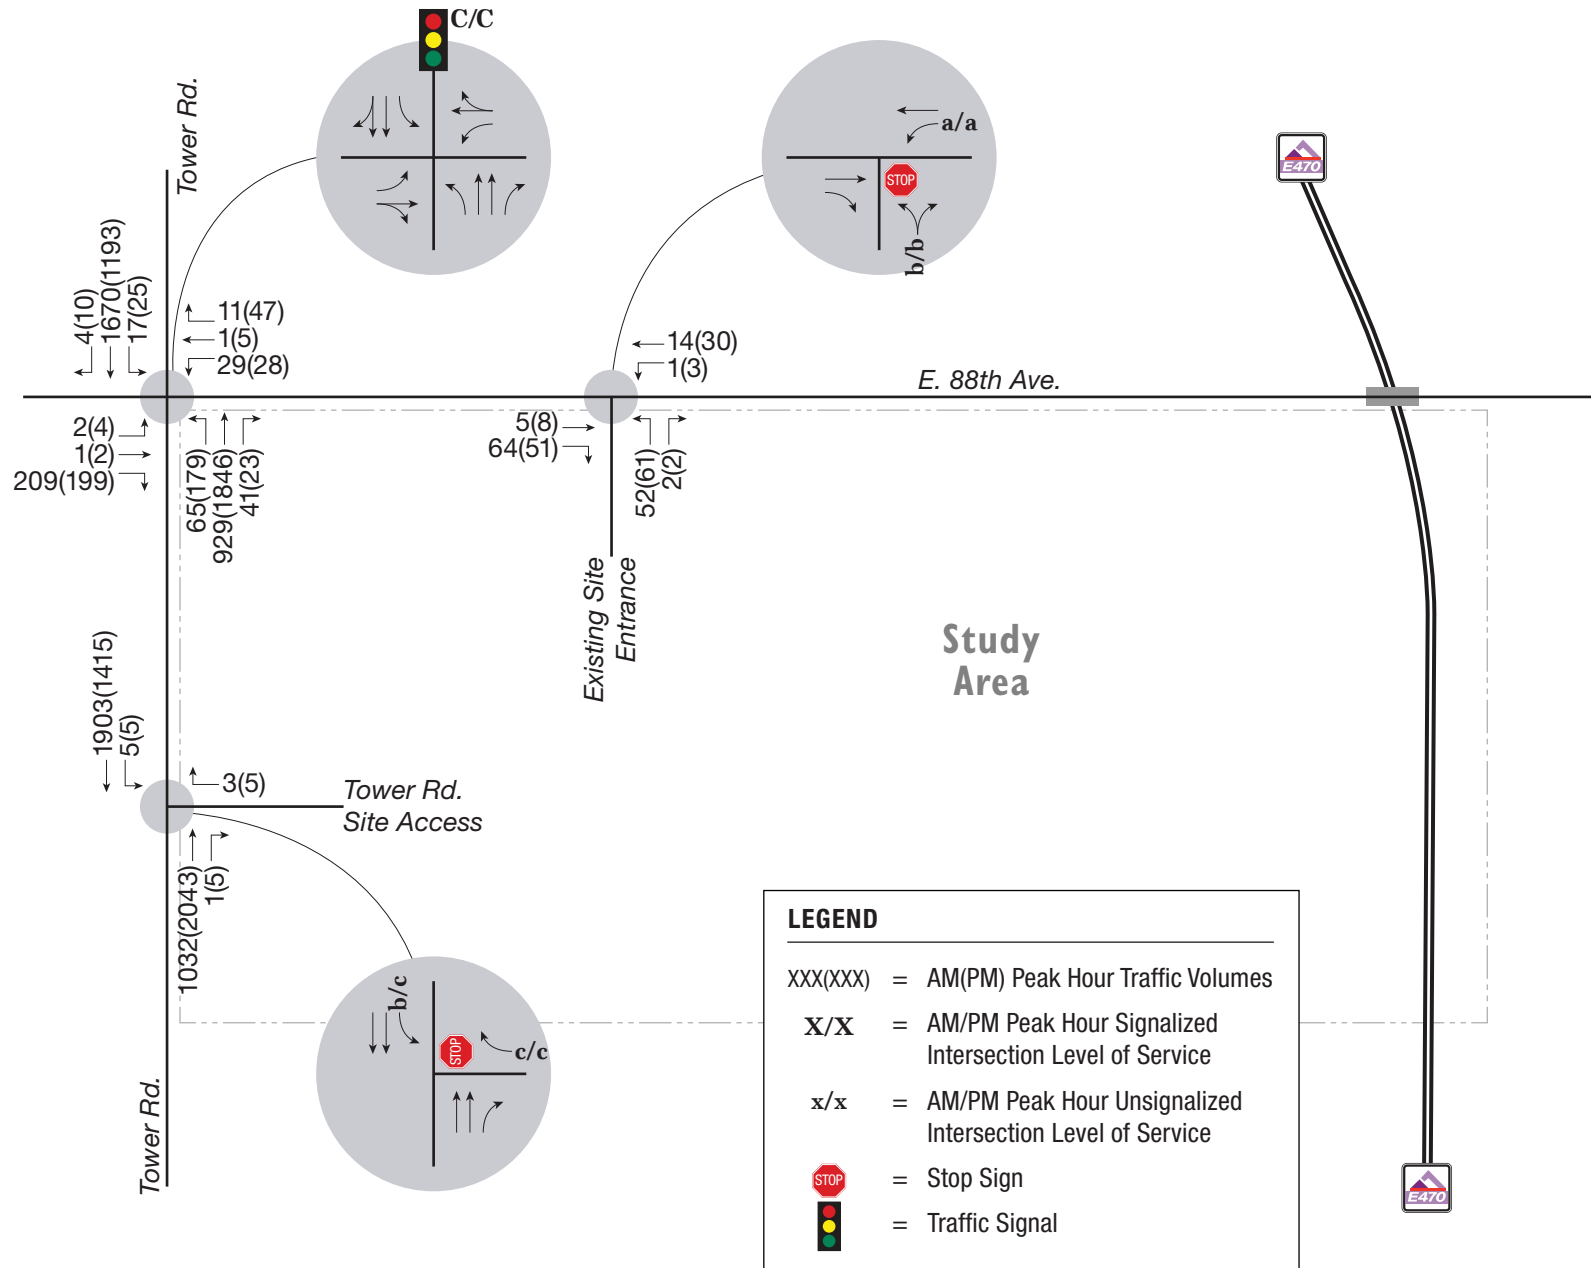 C/C
Tower Rd.
a/a
STOP
b/b
E470
4(10)
1670(1193)
17(25)
11(47)
1(5)
29(28)
14(30)
1(3)
E. 88th Ave.
2(4)
1(2)
209(199)
65(179)
929(1846)
41(23)
5(8)
64(51)
52(61)
2(2)
Existing Site
Entrance
Study
Area
1903(1415)
5(5)
3(5)
Tower Rd.
Site Access
1032(2043)
1(5)
b/c
STOP
c/c
Tower Rd.
LEGEND
XXX(XXX) = AM(PM) Peak Hour Traffic Volumes
X/X = AM/PM Peak Hour Signalized
Intersection Level of Service
x/x = AM/PM Peak Hour Unsignalized
Intersection Level of Service
STOP = Stop Sign
= Traffic Signal
E470